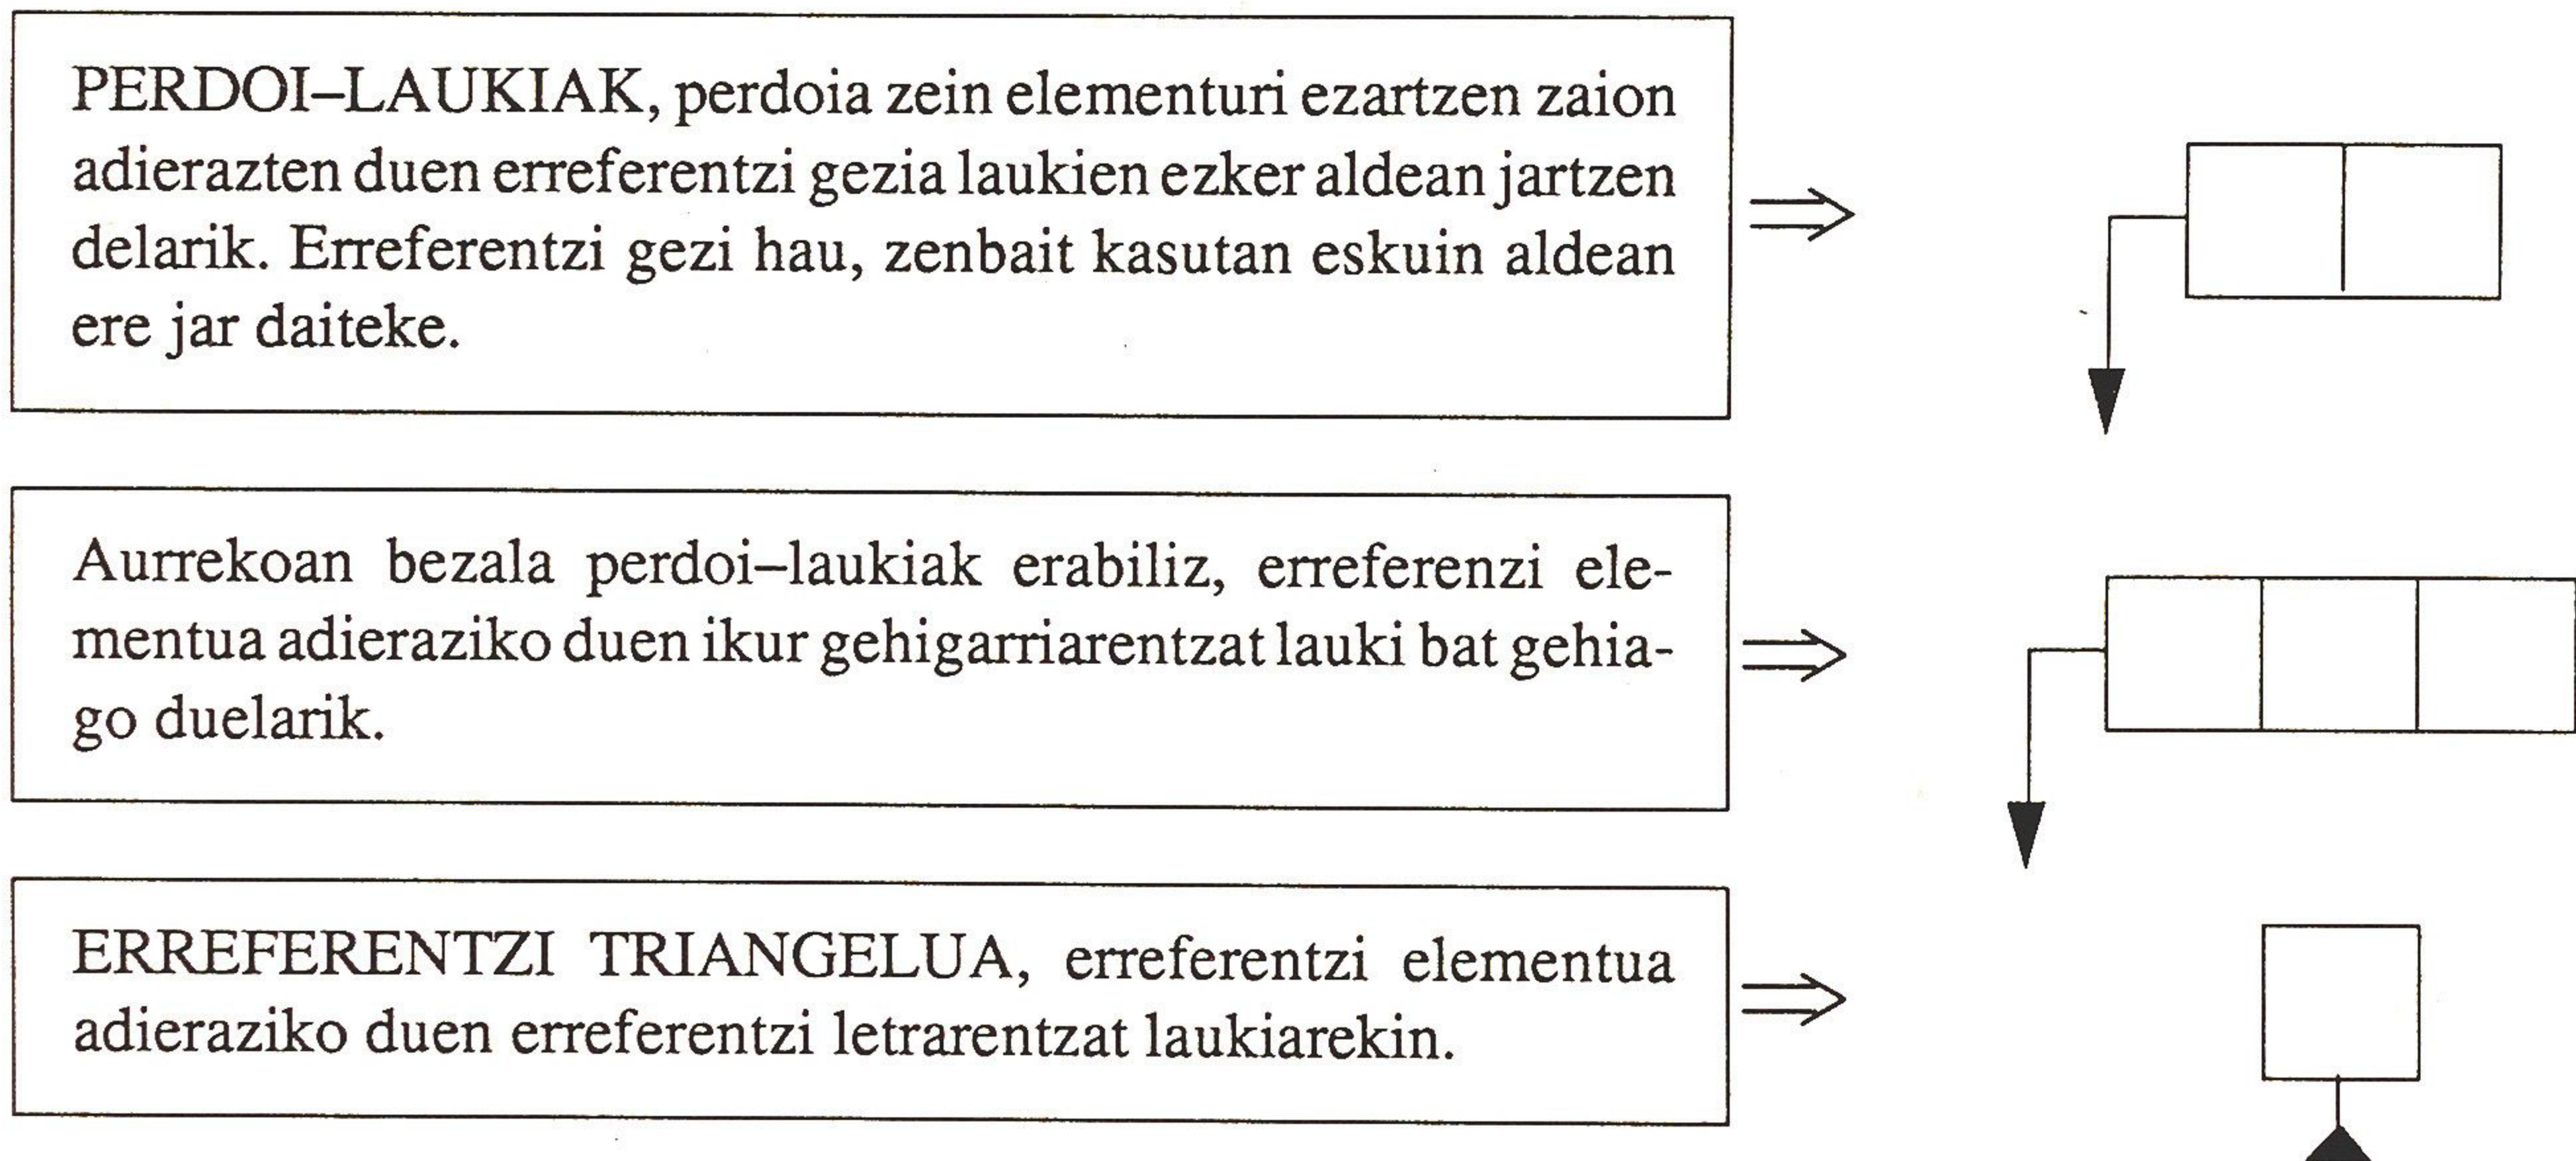 PERDOI–LAUKIAK, perdoia zein elementuri ezartzen zaion
adierazten duen erreferentzi gezia laukien ezker aldean jartzen
delarik. Erreferentzi gezi hau, zenbait kasutan eskuin aldean
ere jar daiteke.
Aurrekoan bezala perdoi–laukiak erabiliz, erreferenzi ele-
mentua adieraziko duen ikur gehigarriarentzat lauki bat gehia-
go duelarik.
ERREFERENTZI TRIANGELUA, erreferentzi elementua
adieraziko duen erreferentzi letrarentzat laukiarekin.